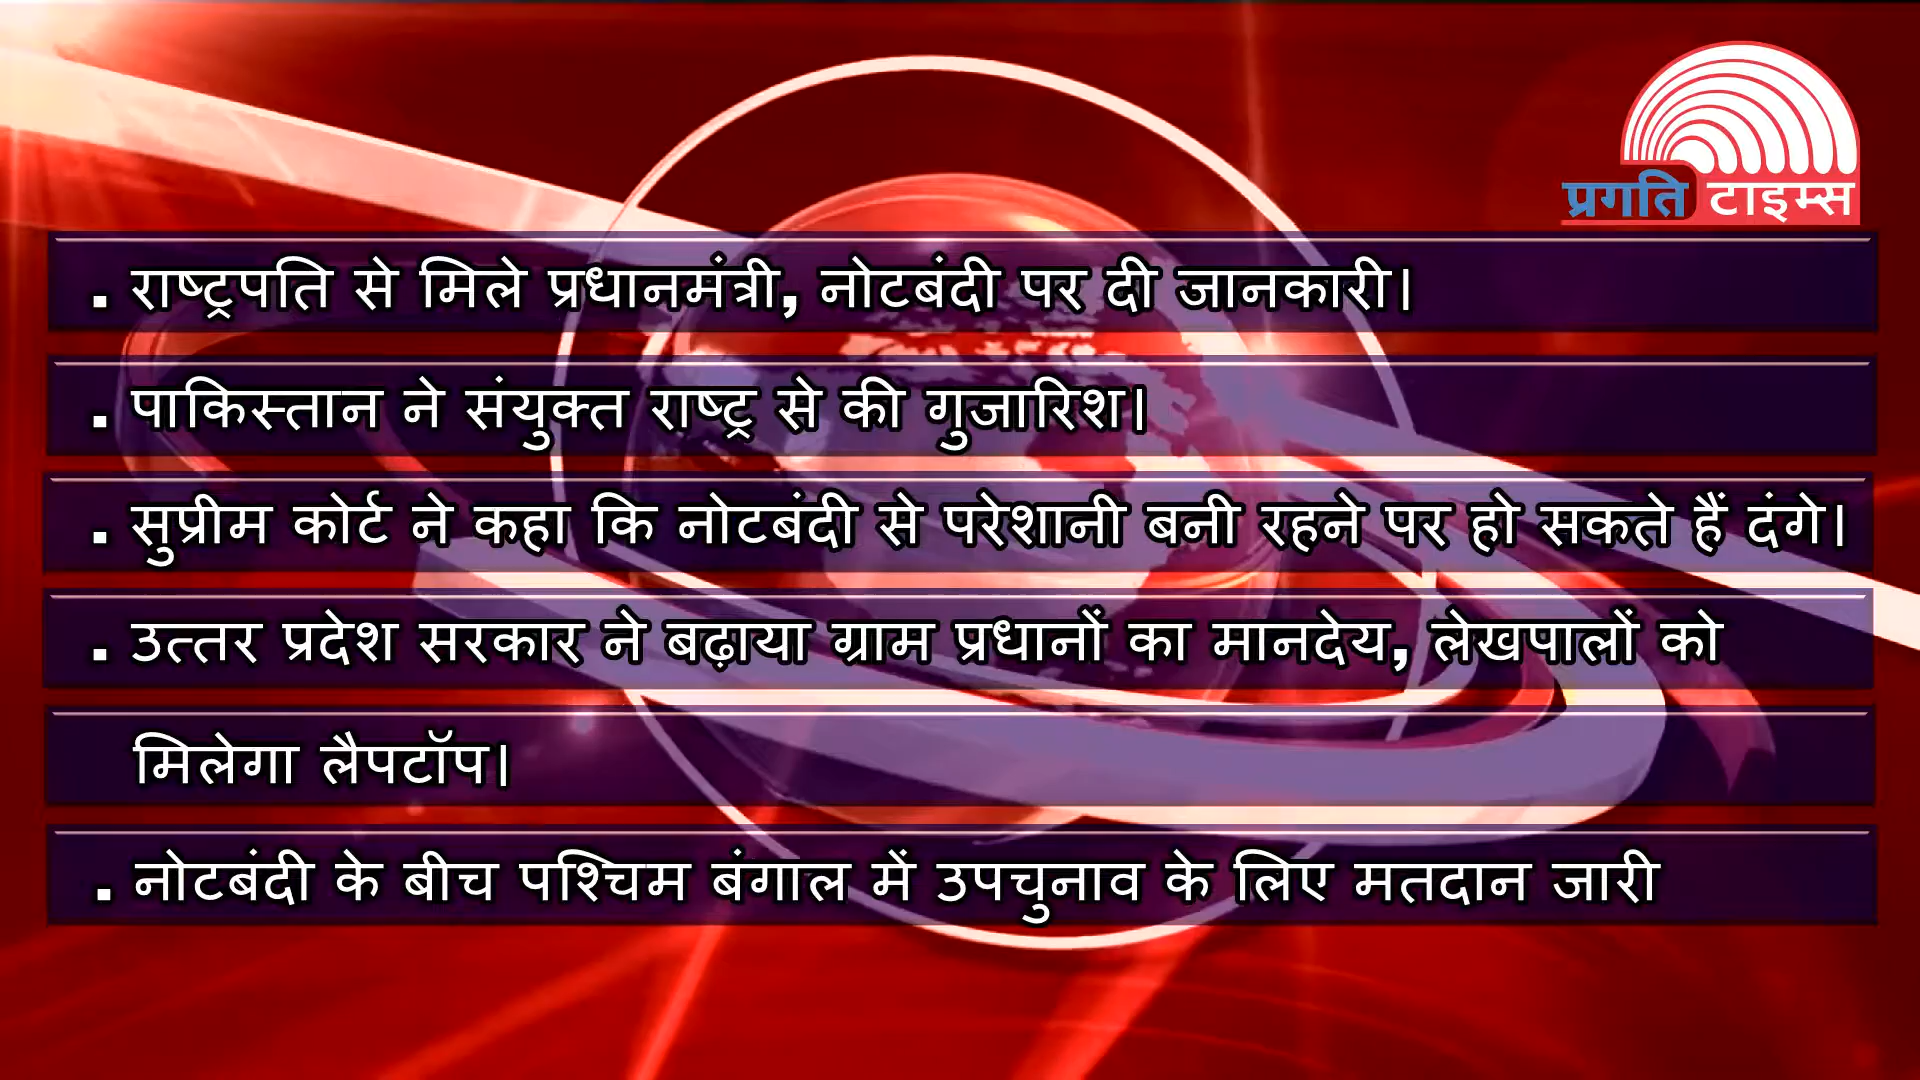 प्रगति टाइम्स
. राष्ट्रपति से मिले प्रधानमंत्री, नोटबंदी पर दी जानकारी।
. पाकिस्तान ने संयुक्त राष्ट्र से की गुजारिश।
. सुप्रीम कोर्ट ने कहा कि नोटबंदी से परेशानी बनी रहने पर हो सकते हैं दंगे।
. उत्तर प्रदेश सरकार ने बढ़ाया ग्राम प्रधानों का मानदेय, लेखपालों को
मिलेगा लैपटॉप।
. नोटबंदी के बीच पश्चिम बंगाल में उपचुनाव के लिए मतदान जारी